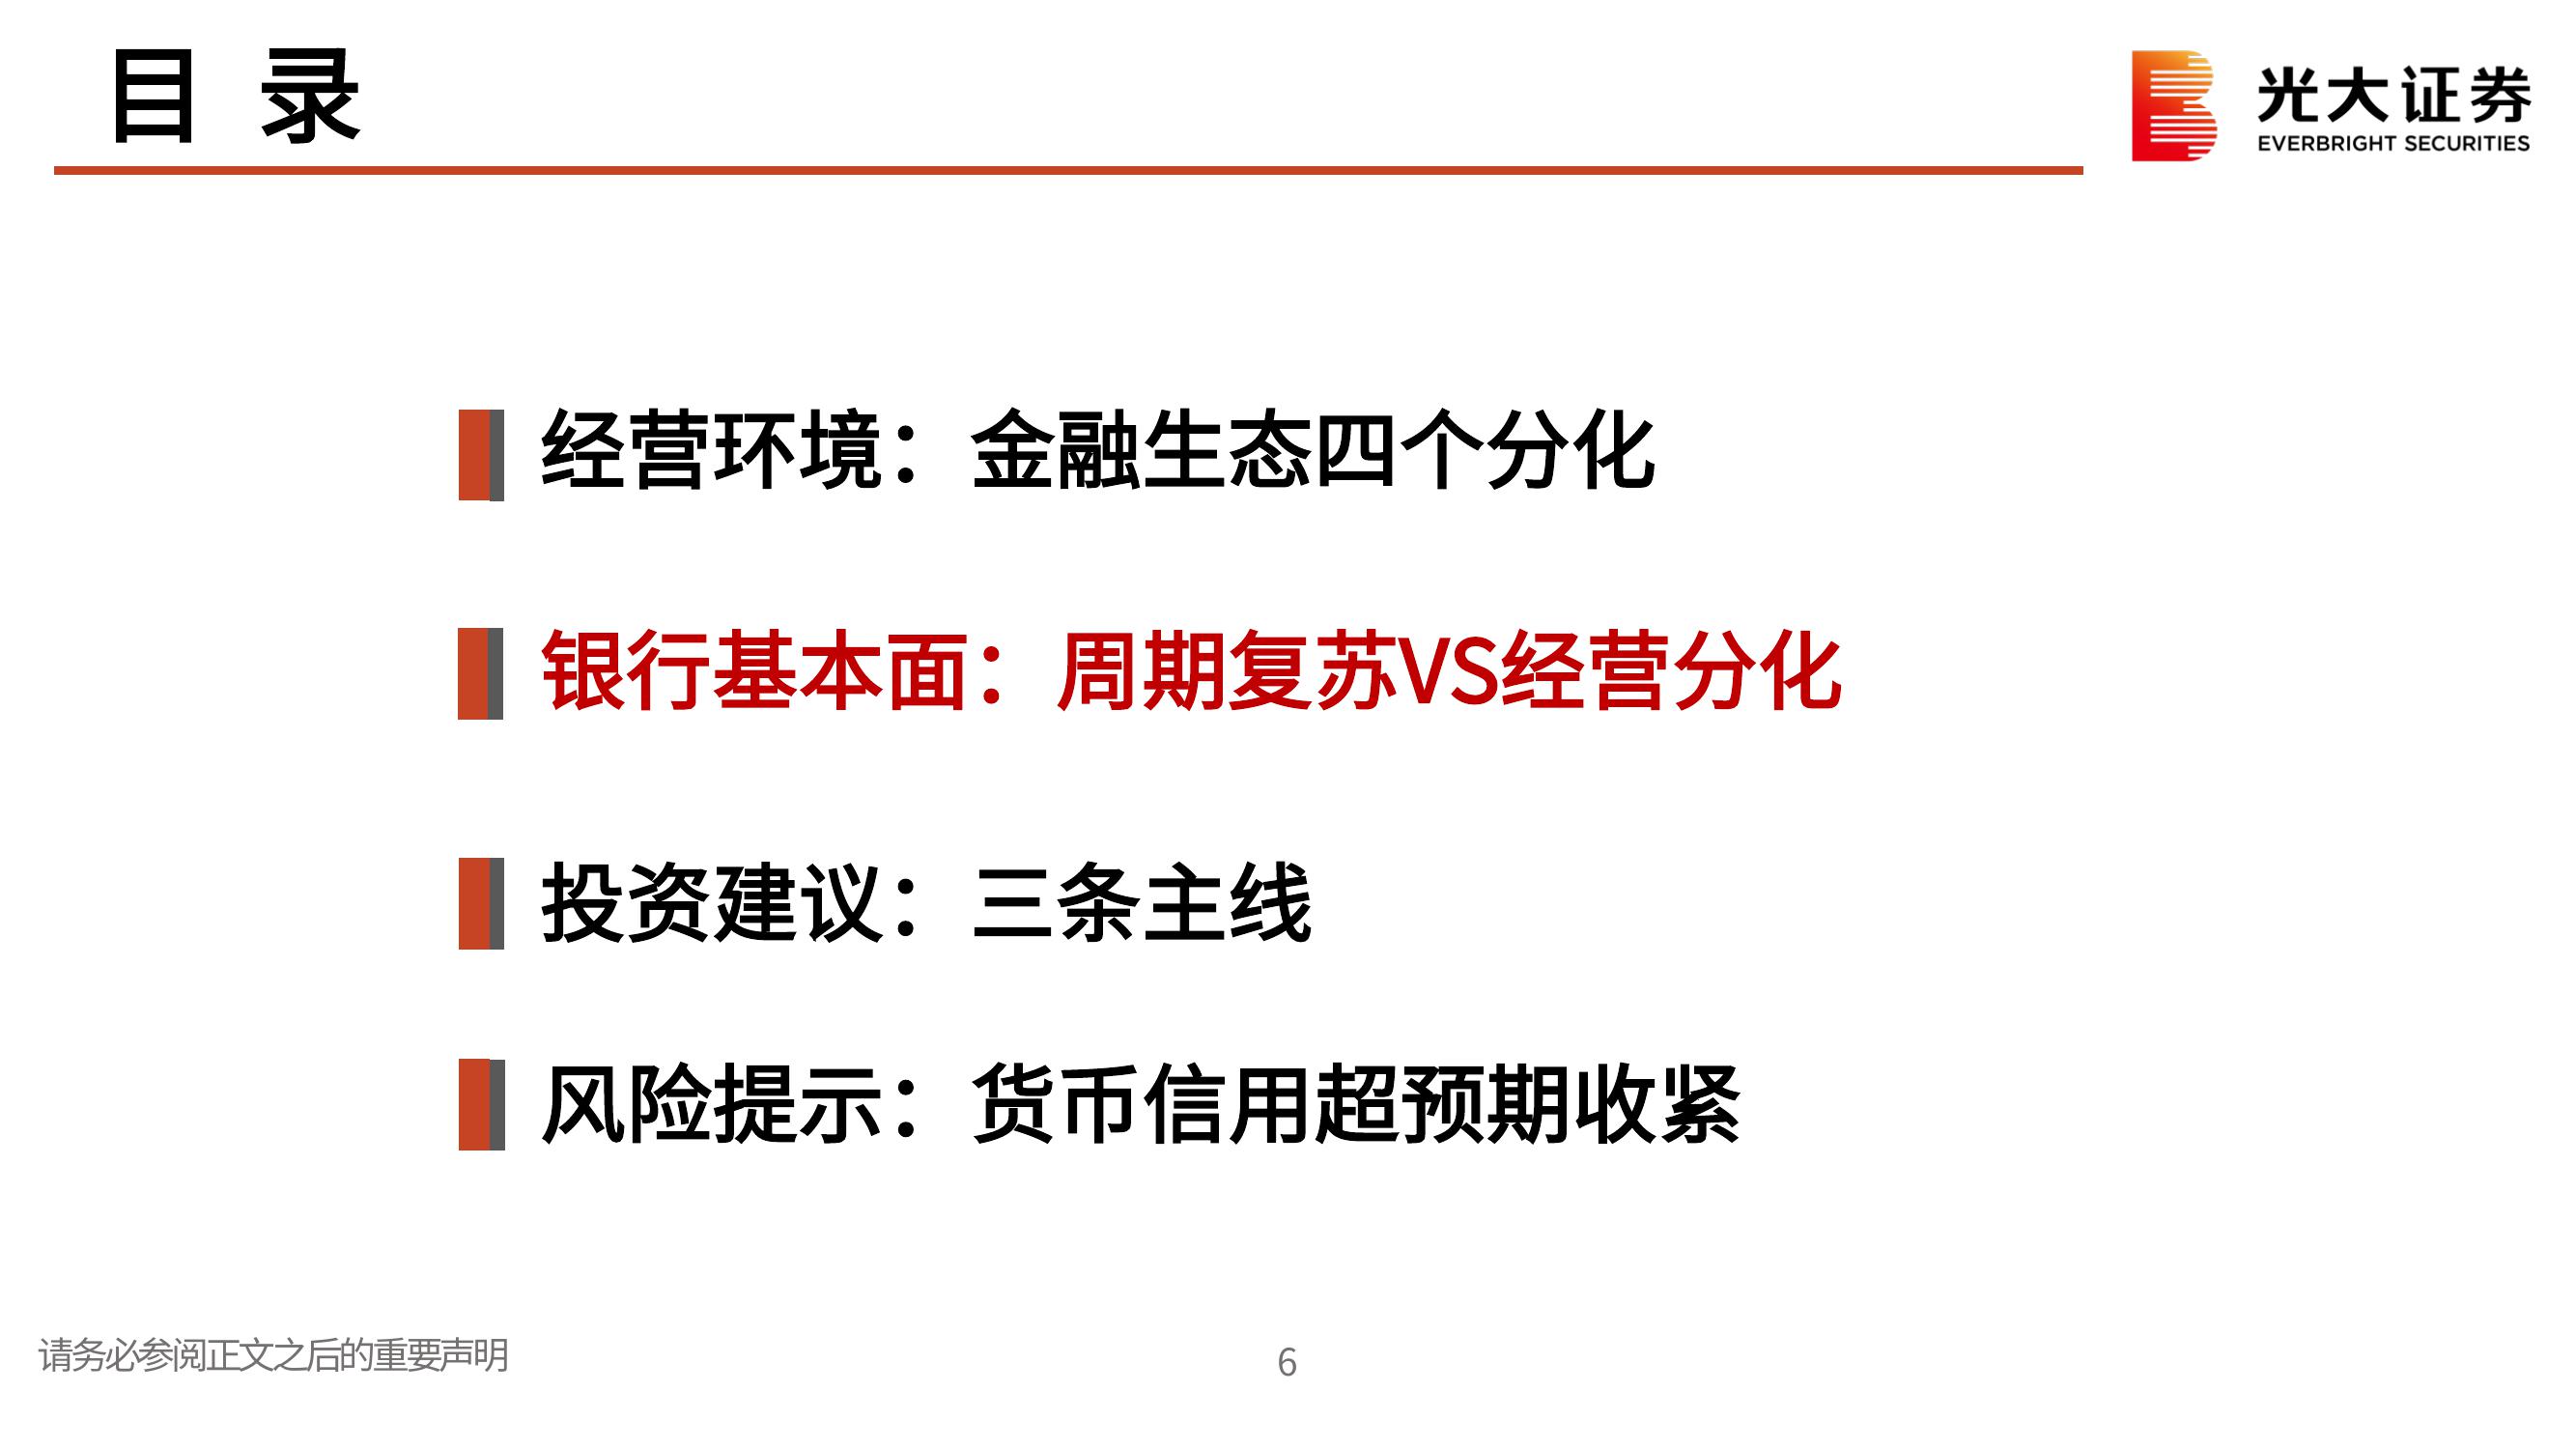 目 录
光大证券
EVERBRIGHT SECURITIES
经营环境：金融生态四个分化
银行基本面：周期复苏VS经营分化
投资建议：三条主线
风险提示：货币信用超预期收紧
请务必参阅正文之后的重要声明
6